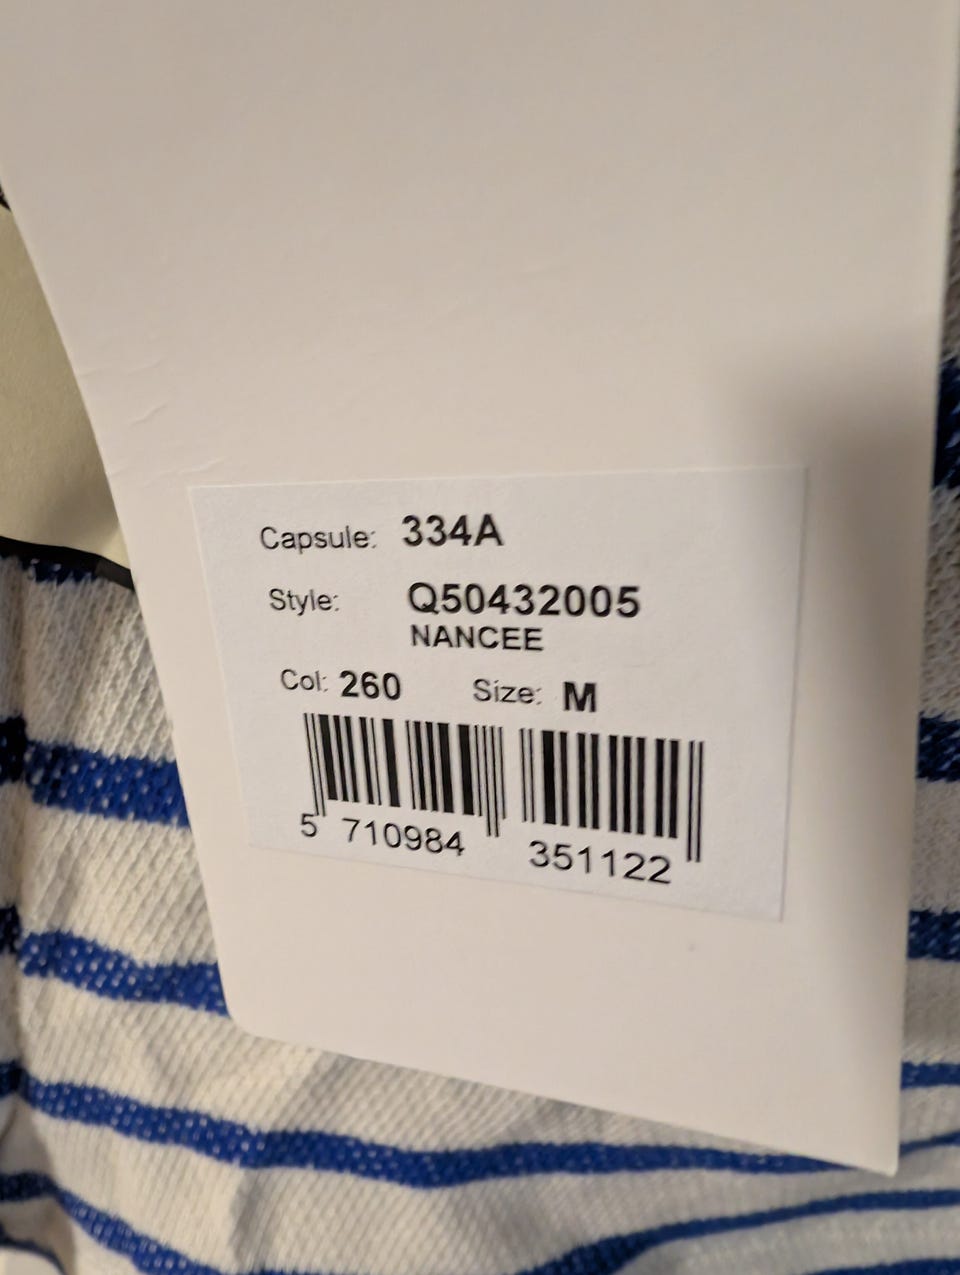 Capsule: 334A
Style: Q50432005
NANCEE
Col: 260 Size: M
5 710984 351122